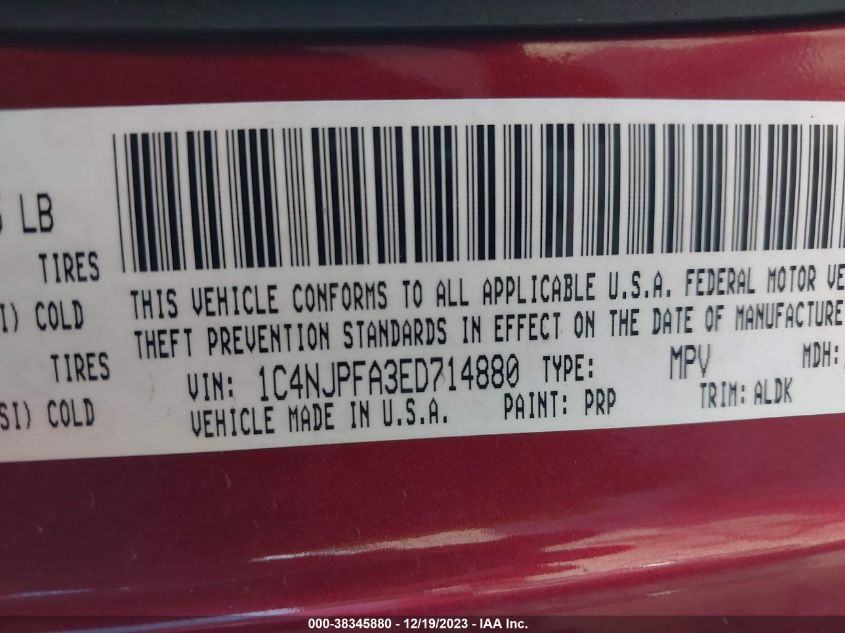 LB
TIRES
COLD
TIRES
SI) COLD
THIS VEHICLE CONFORMS TO ALL APPLICABLE U.S.A. FEDERAL MOTOR VE
THEFT PREVENTION STANDARDS IN EFFECT ON THE DATE OF MANUFACTURE
VIN: 1C4NJPFA3ED714880 TYPE: MPV MDH:
VEHICLE MADE IN U.S.A. PAINT: PRP TRIM: ALDK
000-38345880 - 12/19/2023 - IAA Inc.